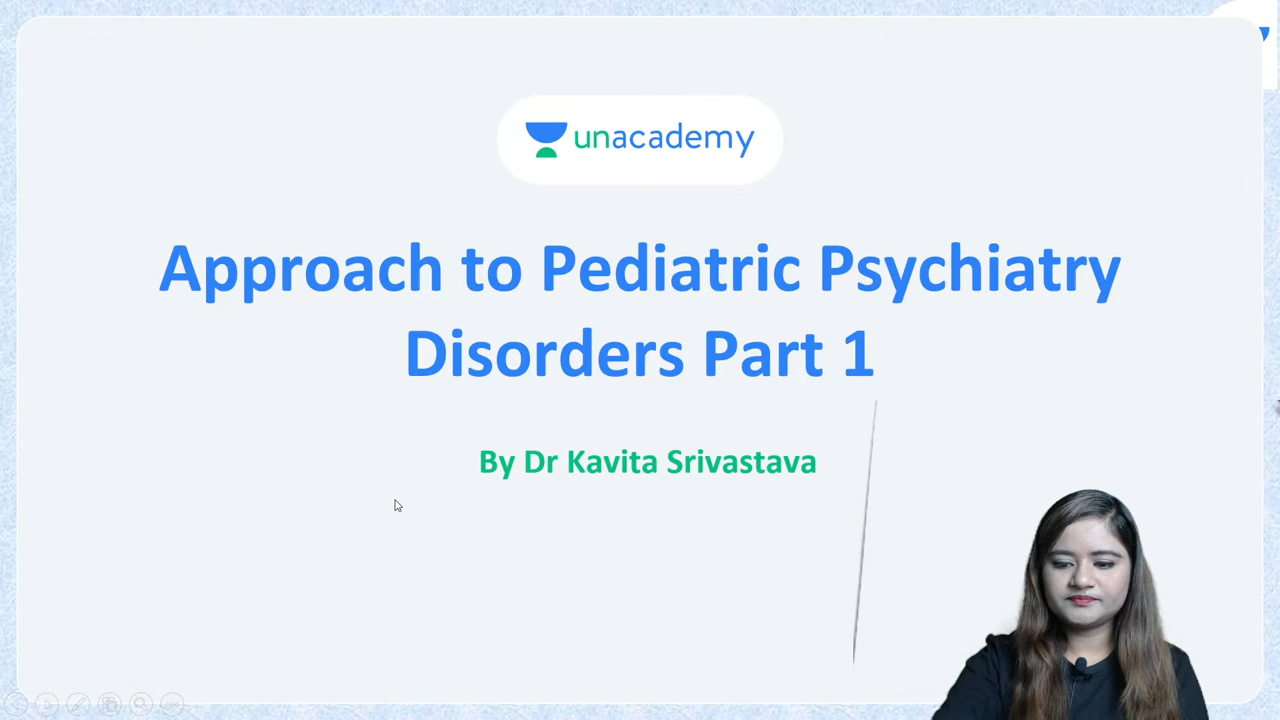 unacademy
Approach to Pediatric Psychiatry
Disorders Part 1
By Dr Kavita Srivastava